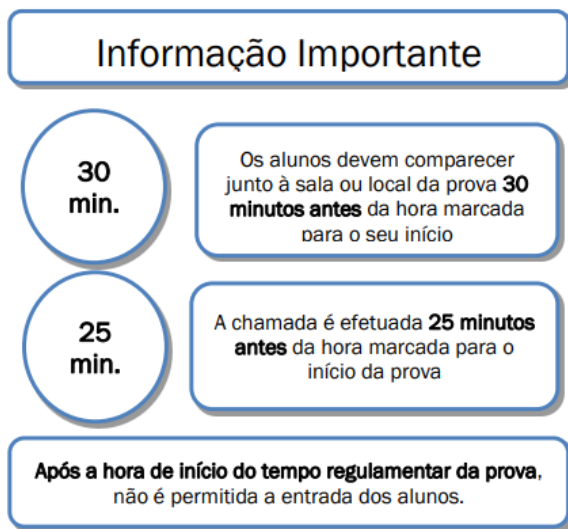 Informação Importante
30
min.
Os alunos devem comparecer
junto à sala ou local da prova 30
minutos antes da hora marcada
para o seu início
25
min.
A chamada é efetuada 25 minutos
antes da hora marcada para o
início da prova
Após a hora de início do tempo regulamentar da prova,
não é permitida a entrada dos alunos.